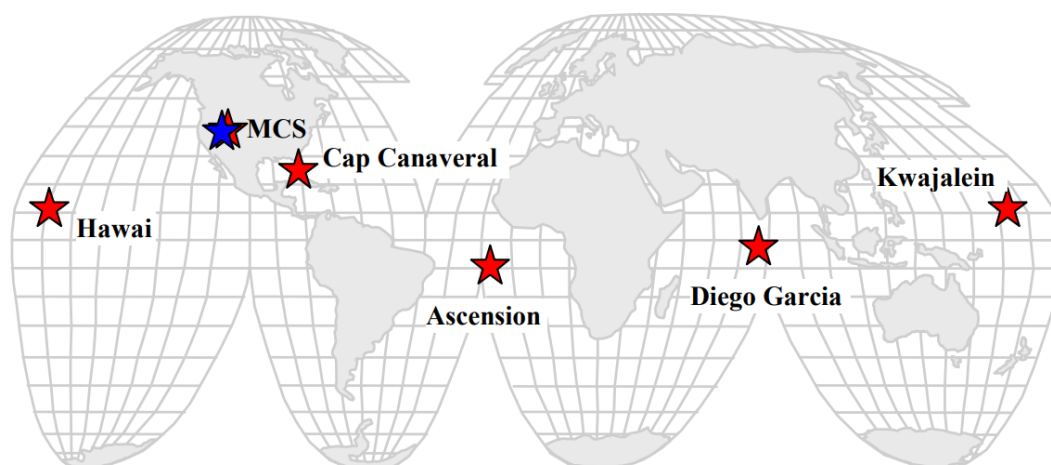 MCS
Cap Canaveral
Kwajalein
Hawai
Diego Garcia
Ascension